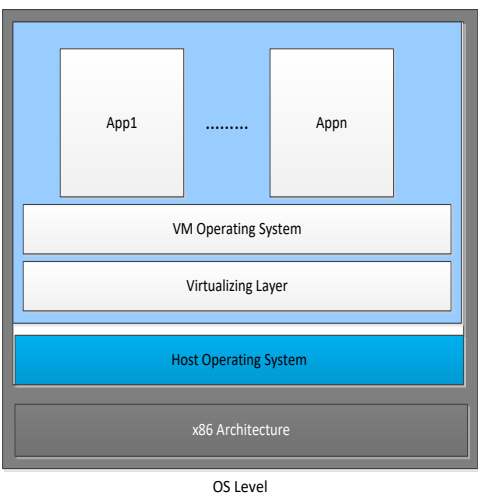 App1 ......... Appn
VM Operating System
Virtualizing Layer
Host Operating System
x86 Architecture
OS Level